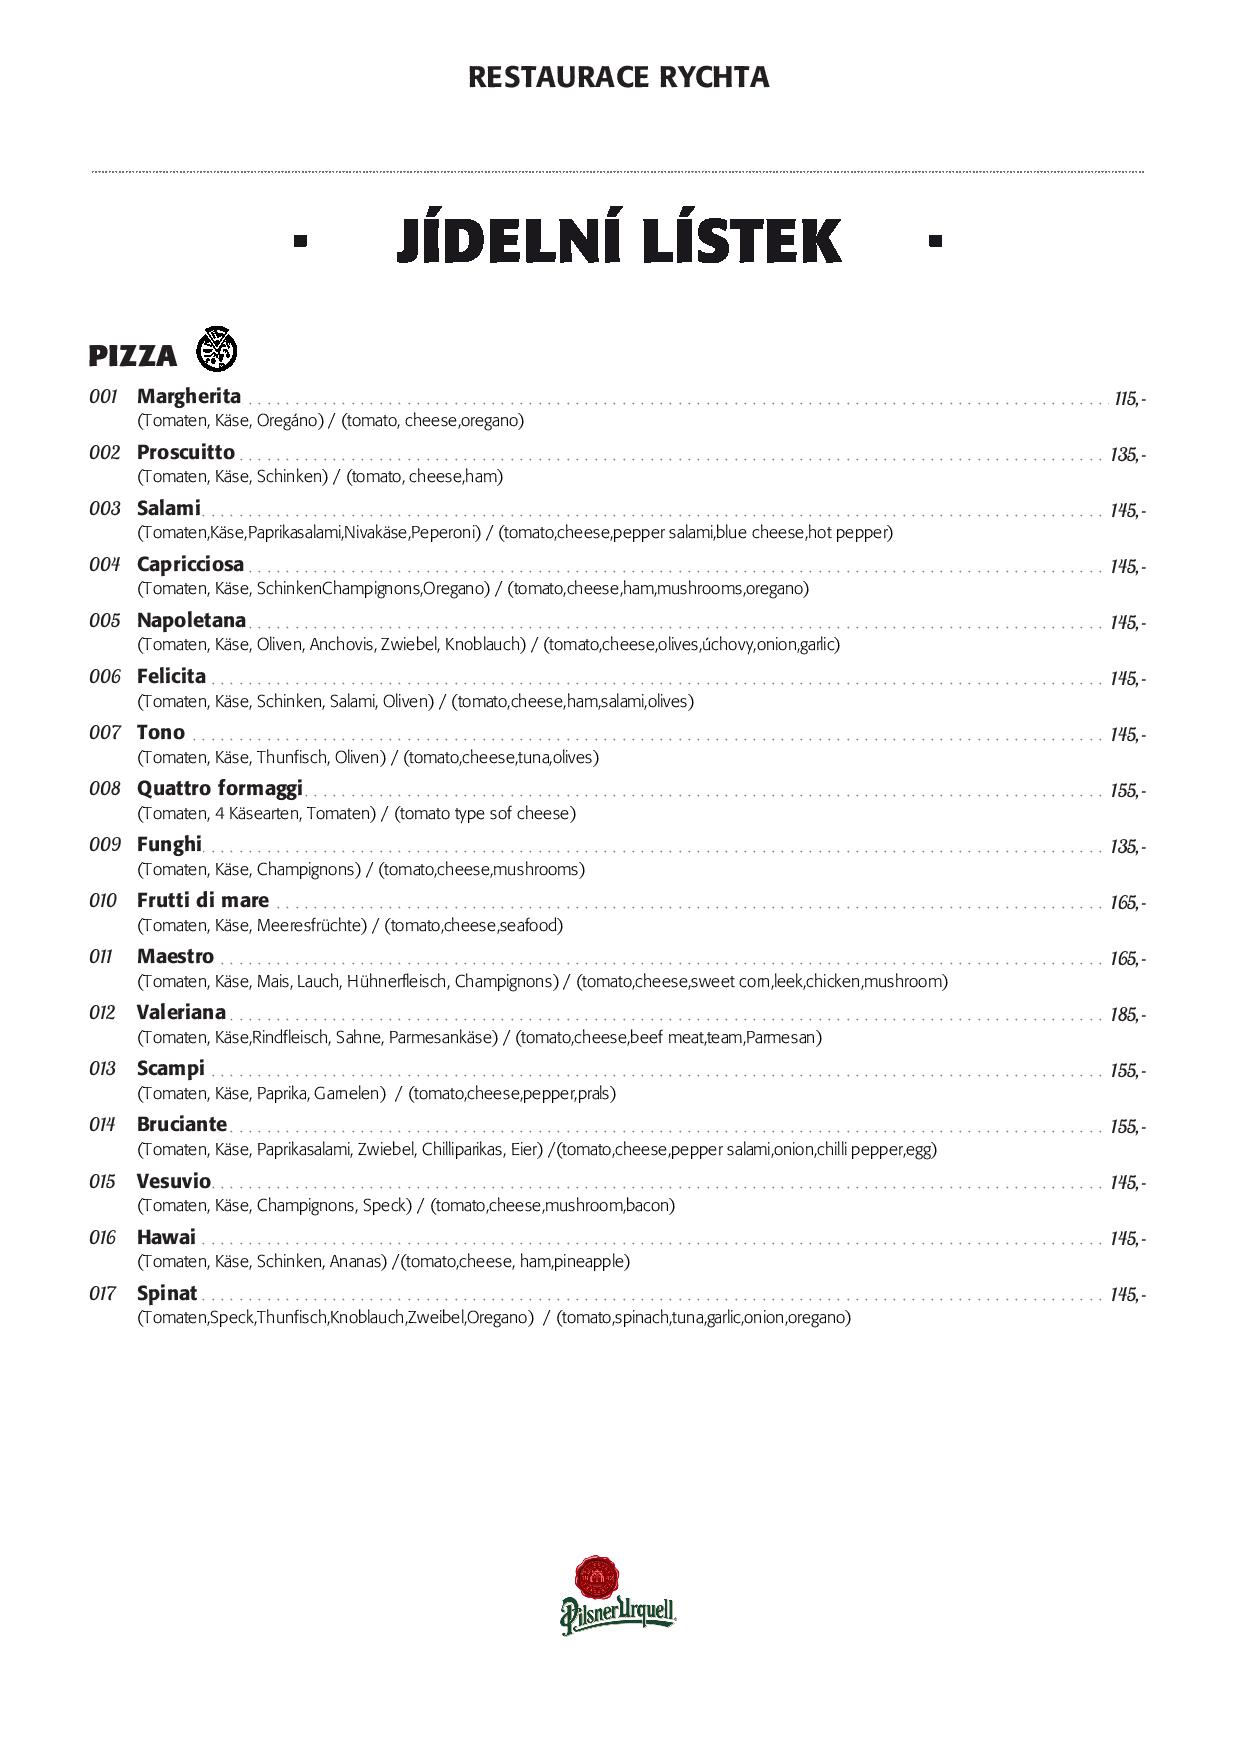 RESTAURACE RYCHTA
JÍDELNÍ LÍSTEK
PIZZA
001 Margherita 115,-
(Tomaten, Käse, Oregáno) / (tomato, cheese,oregano)
002 Proscuitto 135,-
(Tomaten, Käse, Schinken) / (tomato, cheese,ham)
003 Salami 145,-
(Tomaten,Käse,Paprikasalami,Nivakäse,Peperoni) / (tomato,cheese,pepper salami,blue cheese,hot pepper)
004 Capricciosa 145,-
(Tomaten, Käse, SchinkenChampignons,Oregano) / (tomato,cheese,ham,mushrooms,oregano)
005 Napoletana 145,-
(Tomaten, Käse, Oliven, Anchovis, Zwiebel, Knoblauch) / (tomato,cheese,olives,úchovy,onion,garlic)
006 Felicita 145,-
(Tomaten, Käse, Schinken, Salami, Oliven) / (tomato,cheese,ham,salami,olives)
007 Tono 145,-
(Tomaten, Käse, Thunfisch, Oliven) / (tomato,cheese,tuna,olives)
008 Quattro formaggi 155,-
(Tomaten, 4 Käsearten, Tomaten) / (tomato type sof cheese)
009 Funghi 135,-
(Tomaten, Käse, Champignons) / (tomato,cheese,mushrooms)
010 Frutti di mare 165,-
(Tomaten, Käse, Meeresfrüchte) / (tomato,cheese,seafood)
011 Maestro 165,-
(Tomaten, Käse, Mais, Lauch, Hühnerfleisch, Champignons) / (tomato,cheese,sweet corn,leek,chicken,mushroom)
012 Valeriana 185,-
(Tomaten, Käse,Rindfleisch, Sahne, Parmesankäse) / (tomato,cheese,beef meat,team,Parmesan)
013 Scampi 155,-
(Tomaten, Käse, Paprika, Garnelen) / (tomato,cheese,pepper,prals)
014 Bruciante 155,-
(Tomaten, Käse, Paprikasalami, Zwiebel, Chilliparikas, Eier) /(tomato,cheese,pepper salami,onion,chilli pepper,egg)
015 Vesuvio 145,-
(Tomaten, Käse, Champignons, Speck) / (tomato,cheese,mushroom,bacon)
016 Hawai 145,-
(Tomaten, Käse, Schinken, Ananas) /(tomato,cheese, ham,pineapple)
017 Spinat 145,-
(Tomaten,Speck,Thunfisch,Knoblauch,Zweibel,Oregano) / (tomato,spinach,tuna,garlic,onion,oregano)
Pilsner Urquell